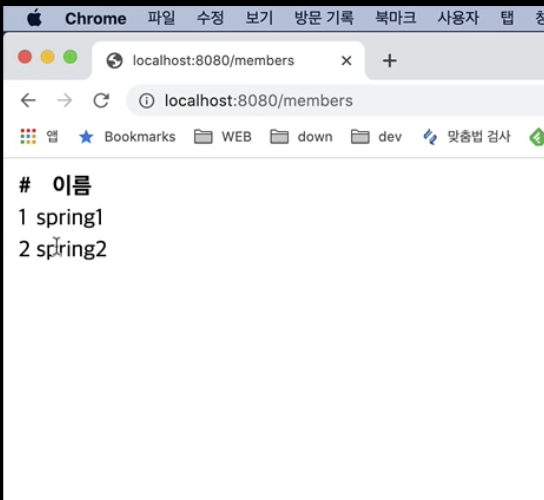 Chrome 파일 수정 보기 방문 기록 북마크 사용자 탭
localhost:8080/members
localhost:8080/members
앱 Bookmarks WEB down dev 맞춤법 검사
# 이름
1 spring1
2 spring2